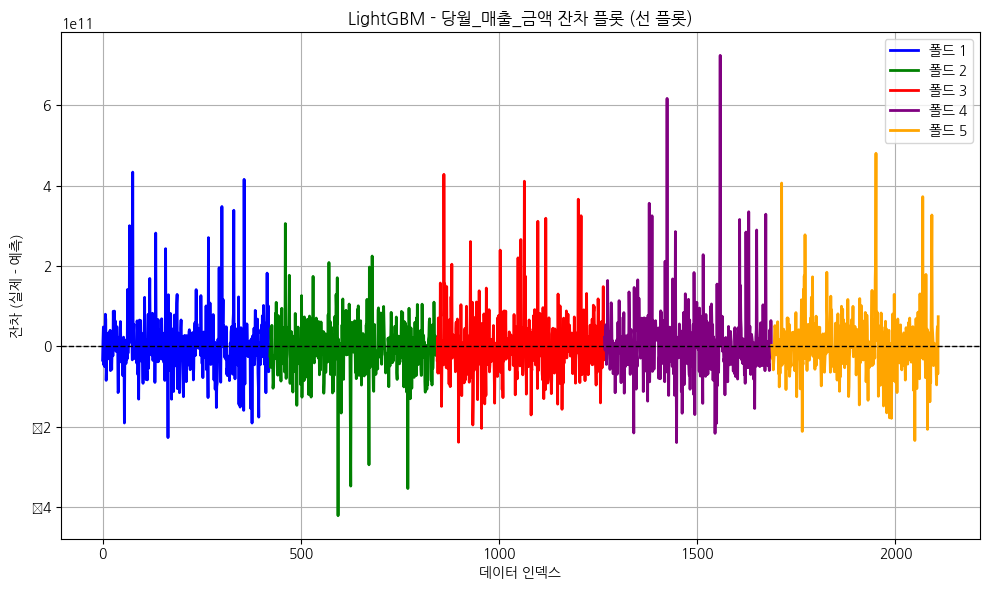 LightGBM - 당월_매출_금액 잔차 플롯 (선 플롯)
1e11
폴드 1
폴드 2
폴드 3
폴드 4
폴드 5
6
4
2
0
2
4
잔차 (실제 - 예측)
0
500
1000
1500
2000
데이터 인덱스